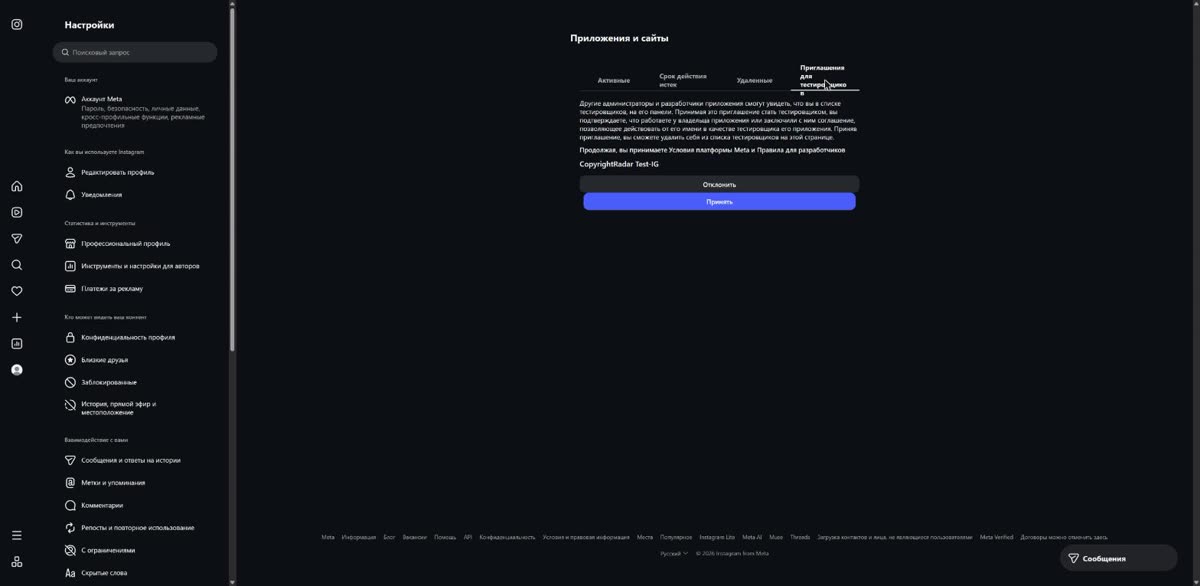 Настройки
Поисковый запрос
Ваш аккаунт
Аккаунт Meta
Пароль, безопасность, личные данные,
кросс-профильные функции, рекламные
предпочтения
Как вы используете Instagram
Редактировать профиль
Уведомления
Статистика и инструменты
Профессиональный профиль
Инструменты и настройки для авторов
Платежи за рекламу
Кто может видеть ваш контент
Конфиденциальность профиля
Близкие друзья
Заблокированные
История, прямой эфир и
местоположение
Взаимодействие с вами
Сообщения и ответы на истории
Метки и упоминания
Комментарии
Репосты и повторное использование
С ограничениями
Скрытые слова
Приложения и сайты
Активные
Срок действия
истек
Удаленные
Приглашения
для
тестировщико
в
Другие администраторы и разработчики приложения смогут увидеть, что вы в списке
тестировщиков, на его панели. Принимая это приглашение стать тестировщиком, вы
подтверждаете, что работаете у владельца приложения или заключили с ним соглашение,
позволяющее действовать от его имени в качестве тестировщика его приложения. Приняв
приглашение, вы сможете удалить себя из списка тестировщиков на этой странице.
Продолжая, вы принимаете Условия платформы Meta и Правила для разработчиков
CopyrightRadar Test-IG
Отклонить
Принять
Meta Информация Блог Вакансии Помощь API Конфиденциальность Условия и правовая информация Места Популярное Instagram Lite Meta AI Muse Threads Загрузка контактов и лица, не являющиеся пользователями Meta Verified Договоры можно отменить здесь
Русский © 2026 Instagram from Meta
Сообщения